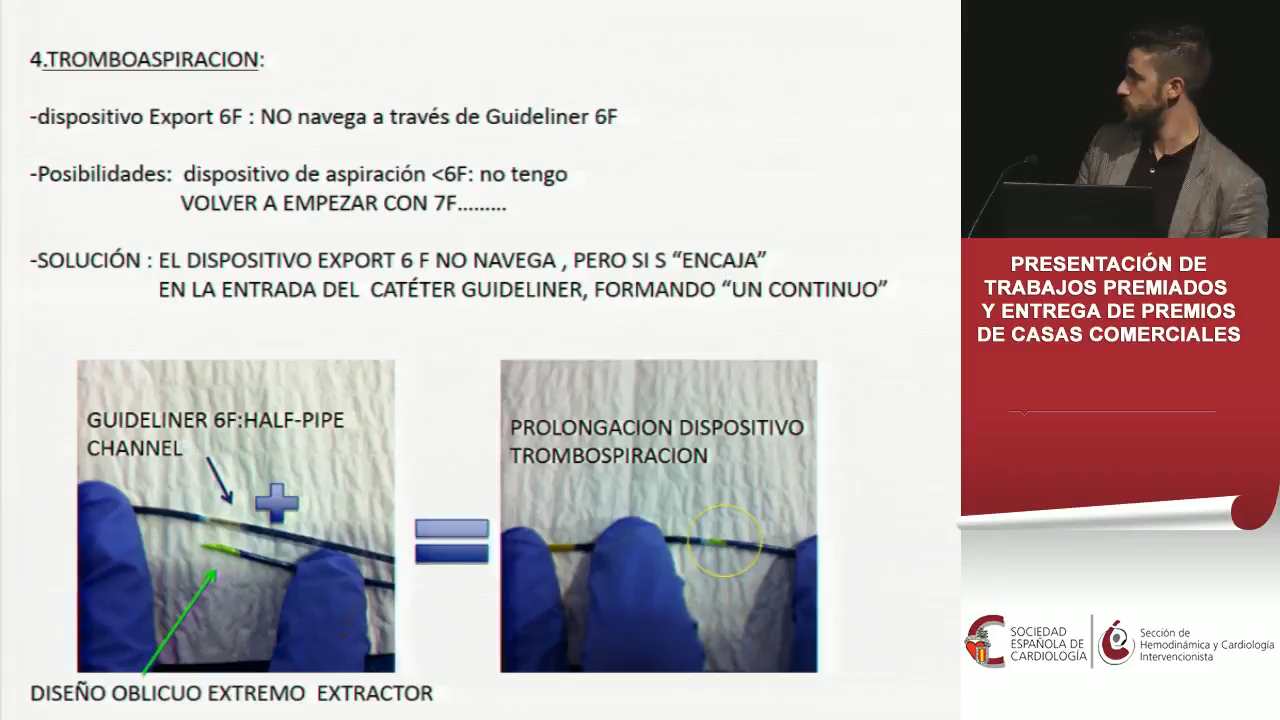 4.TROMBOASPIRACION:
-dispositivo Export 6F : NO navega a través de Guideliner 6F
-Posibilidades: dispositivo de aspiración <6F: no tengo
VOLVER A EMPEZAR CON 7F.........
-SOLUCIÓN : EL DISPOSITIVO EXPORT 6 F NO NAVEGA , PERO SI S “ENCAJA”
EN LA ENTRADA DEL CATÉTER GUIDELINER, FORMANDO “UN CONTINUO”
GUIDELINER 6F:HALF-PIPE
CHANNEL
PROLONGACION DISPOSITIVO
TROMBOSPIRACION
DISEÑO OBLICUO EXTREMO EXTRACTOR
PRESENTACIÓN DE
TRABAJOS PREMIADOS
Y ENTREGA DE PREMIOS
DE CASAS COMERCIALES
SOCIEDAD
ESPAÑOLA DE
CARDIOLOGÍA
Sección de
Hemodinámica y Cardiología
Intervencionista